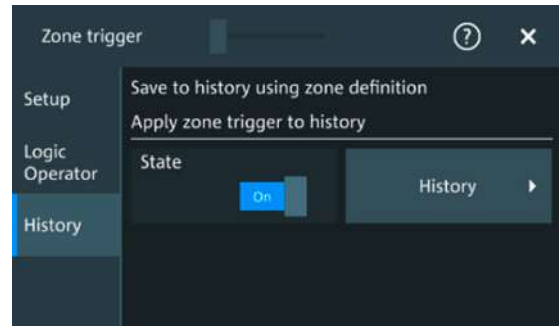 Zone trigger
?
Setup
Logic
Operator
History
Save to history using zone definition
Apply zone trigger to history
State
On
History